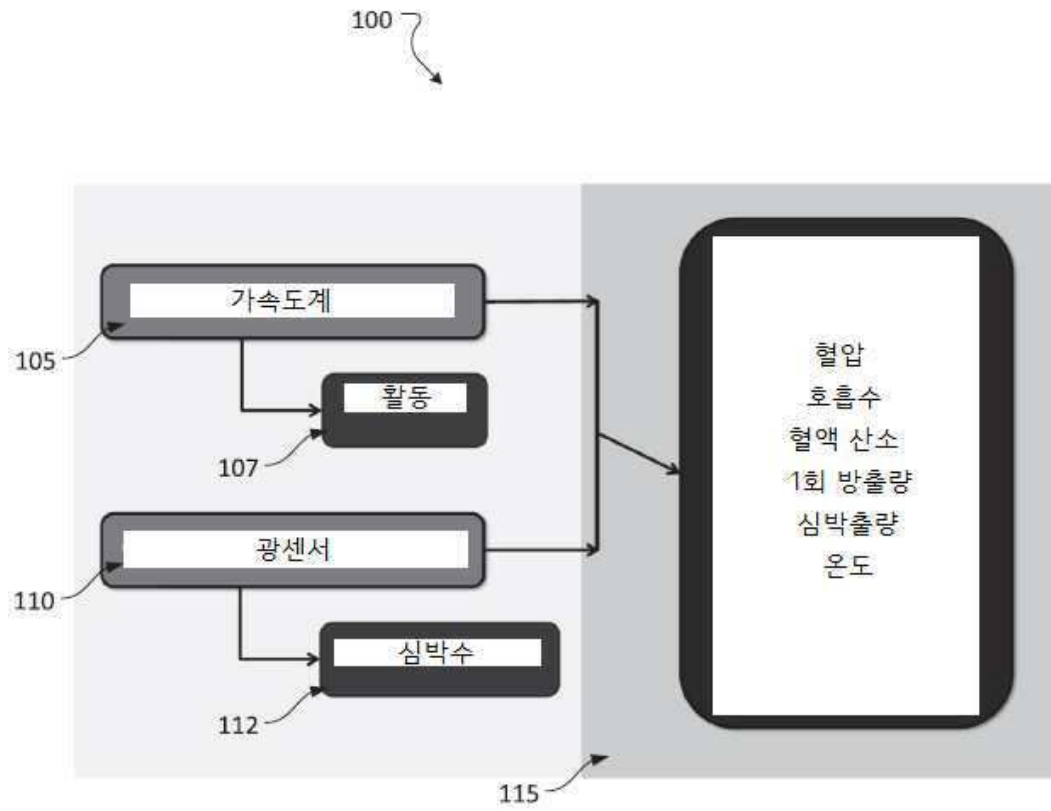 100
가속도계
105
활동
107
광센서
110
심박수
112
혈압
호흡수
혈액 산소
1회 방출량
심박출량
온도
115